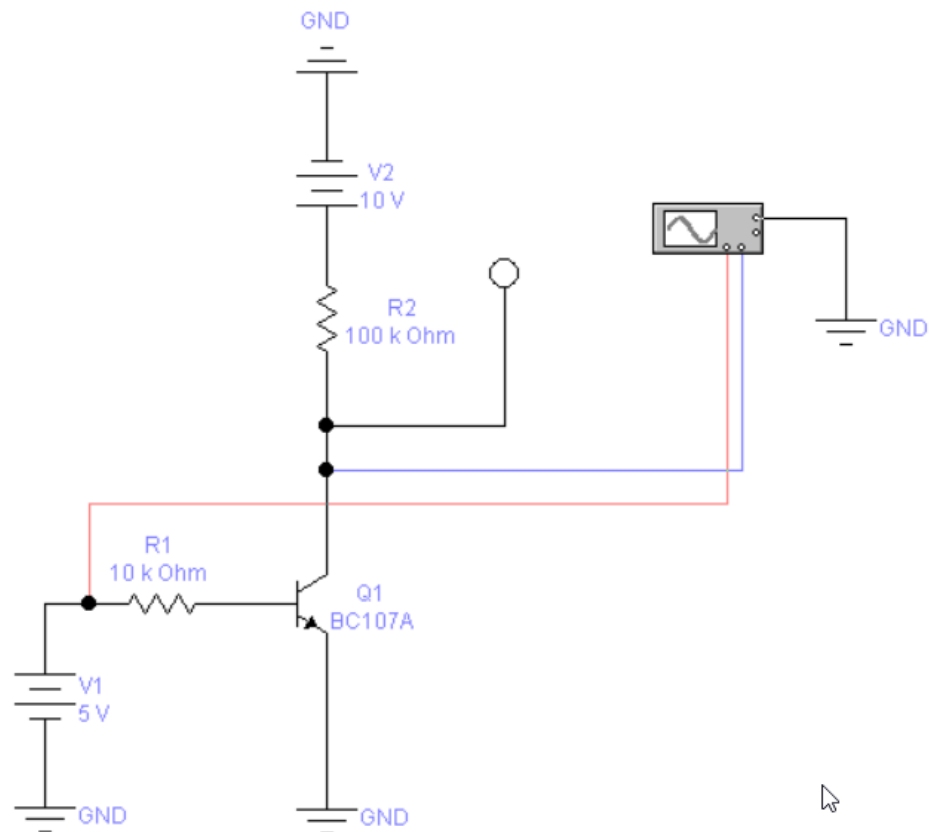 GND
V2
10 V
R2
100 k Ohm
GND
R1
10 k Ohm
Q1
BC107A
V1
5 V
GND
GND